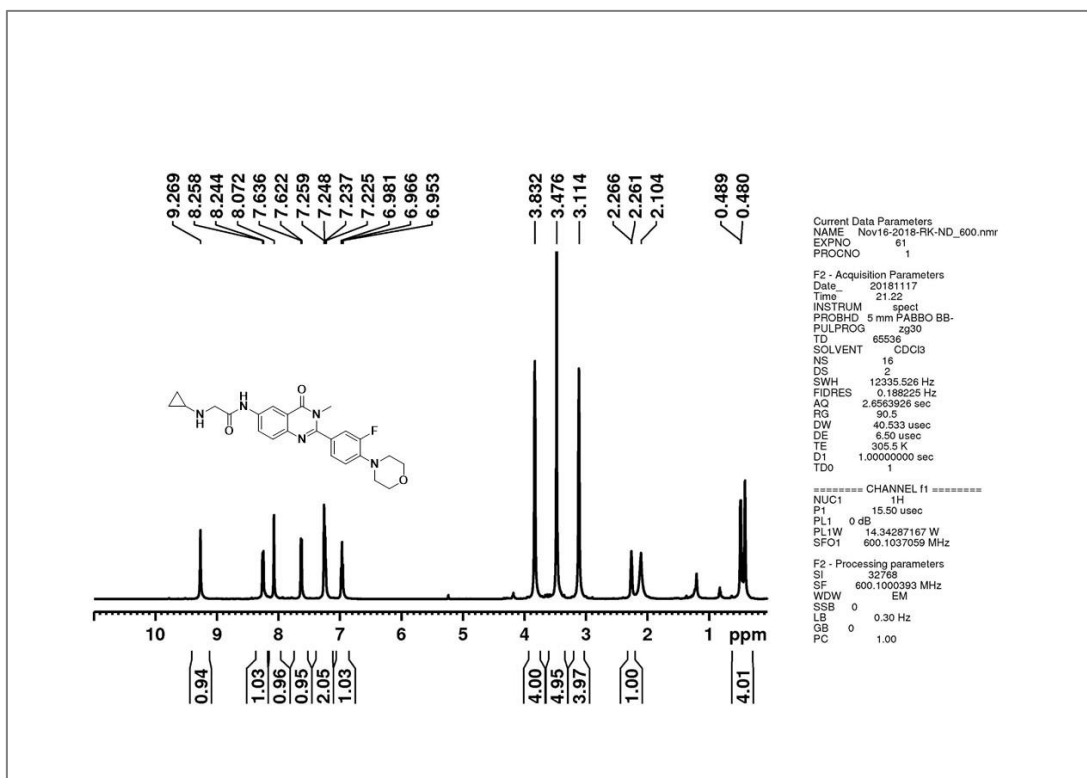 9.269
8.258
8.244
8.072
7.636
7.622
7.259
7.248
7.237
7.225
6.981
6.966
6.953
3.832
3.476
3.114
2.266
2.261
2.104
0.489
0.480
H
N
O
N
H
O
N
N
F
N
O
10 9 8 7 6 5 4 3 2 1 ppm
0.94
1.03
0.96
0.95
2.05
1.03
4.00
4.95
3.97
1.00
4.01
Current Data Parameters
NAME Nov16-2018-RK-ND_600.nmr
EXPNO 61
PROCNO 1
F2 - Acquisition Parameters
Date_ 20181117
Time 21.22
INSTRUM spect
PROBHD 5 mm PABBO BB-
PULPROG zg30
TD 65536
SOLVENT CDCl3
NS 16
DS 2
SWH 12335.526 Hz
FIDRES 0.188225 Hz
AQ 2.6563926 sec
RG 90.5
DW 40.533 usec
DE 6.50 usec
TE 305.5 K
D1 1.00000000 sec
TD0 1
======== CHANNEL f1 ========
NUC1 1H
P1 15.50 usec
PL1 0 dB
PL1W 14.34287167 W
SFO1 600.1037059 MHz
F2 - Processing parameters
SI 32768
SF 600.1000393 MHz
WDW EM
SSB 0
LB 0.30 Hz
GB 0
PC 1.00